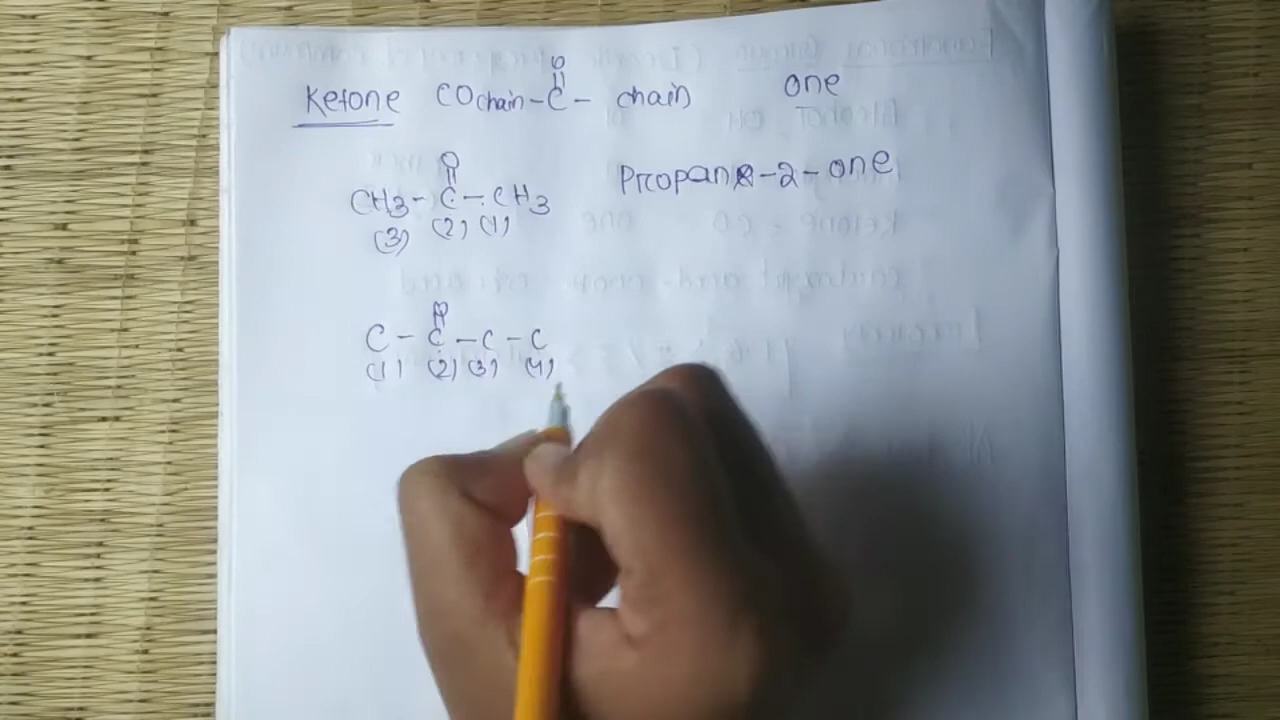 O
Ketone CO chain - C - chain one
O
CH3 - C - CH3 Propan-2-one
(3) (2) (1)
O
C - C - C - C
(1) (2) (3) (4)